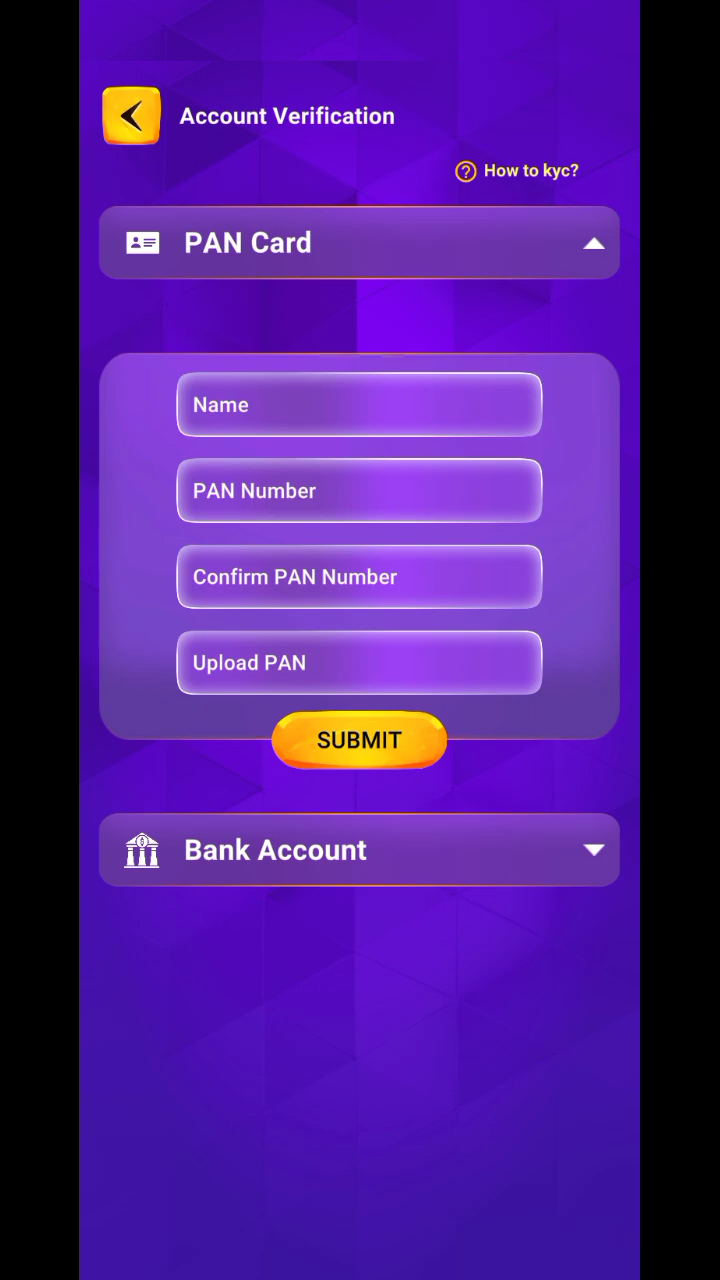 Account Verification
How to kyc?
PAN Card
Name
PAN Number
Confirm PAN Number
Upload PAN
SUBMIT
Bank Account